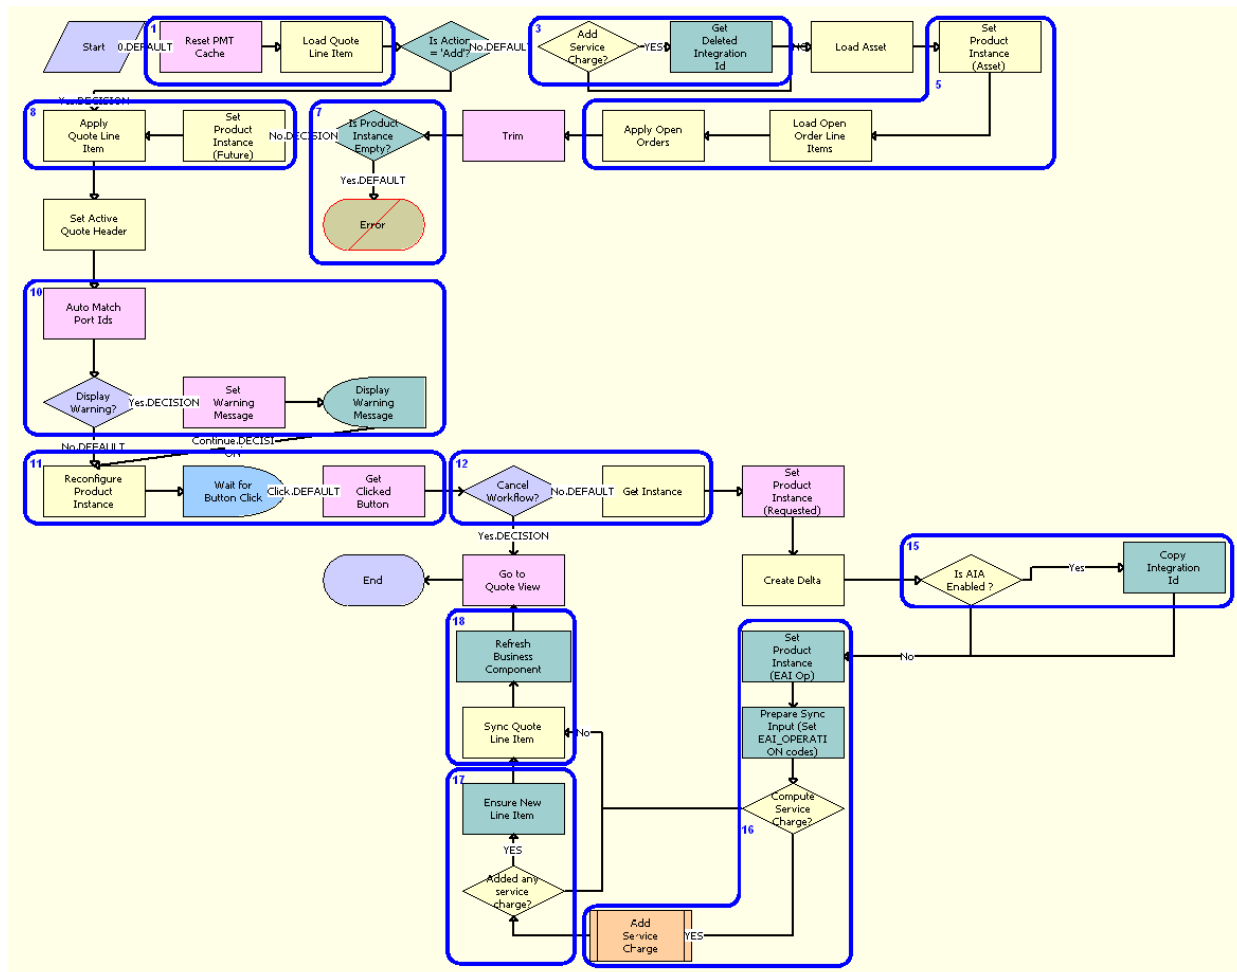 1
3
5
Start
0.DEFAULT
Reset PMT
Cache
Load Quote
Line Item
Is Action
= 'Add'?
No.DEFAULT
Add
Service
Charge?
YES
Get
Deleted
Integration
Id
Load Asset
Set
Product
Instance
(Asset)
Yes.DECISION
8
Apply
Quote Line
Item
Set
Product
Instance
(Future)
No.DECISION
7
Is Product
Instance
Empty?
Trim
Apply Open
Orders
Load Open
Order Line
Items
Yes.DEFAULT
Error
Set Active
Quote Header
10
Auto Match
Port Ids
Display
Warning?
Yes.DECISION
Set
Warning
Message
Display
Warning
Message
No.DEFAULT
Continue.DECISI
ON
11
Reconfigure
Product
Instance
Wait for
Button Click
Click.DEFAULT
Get
Clicked
Button
12
Cancel
Workflow?
No.DEFAULT
Get Instance
Set
Product
Instance
(Requested)
Yes.DECISION
End
Go to
Quote View
Create Delta
15
Is AIA
Enabled ?
Yes
Copy
Integration
Id
18
Refresh
Business
Component
Set
Product
Instance
(EAI Op)
No
Sync Quote
Line Item
No
Prepare Sync
Input (Set
EAI_OPERATI
ON codes)
17
Ensure New
Line Item
Compute
Service
Charge?
16
YES
Added any
service
charge?
Add
Service
Charge
YES